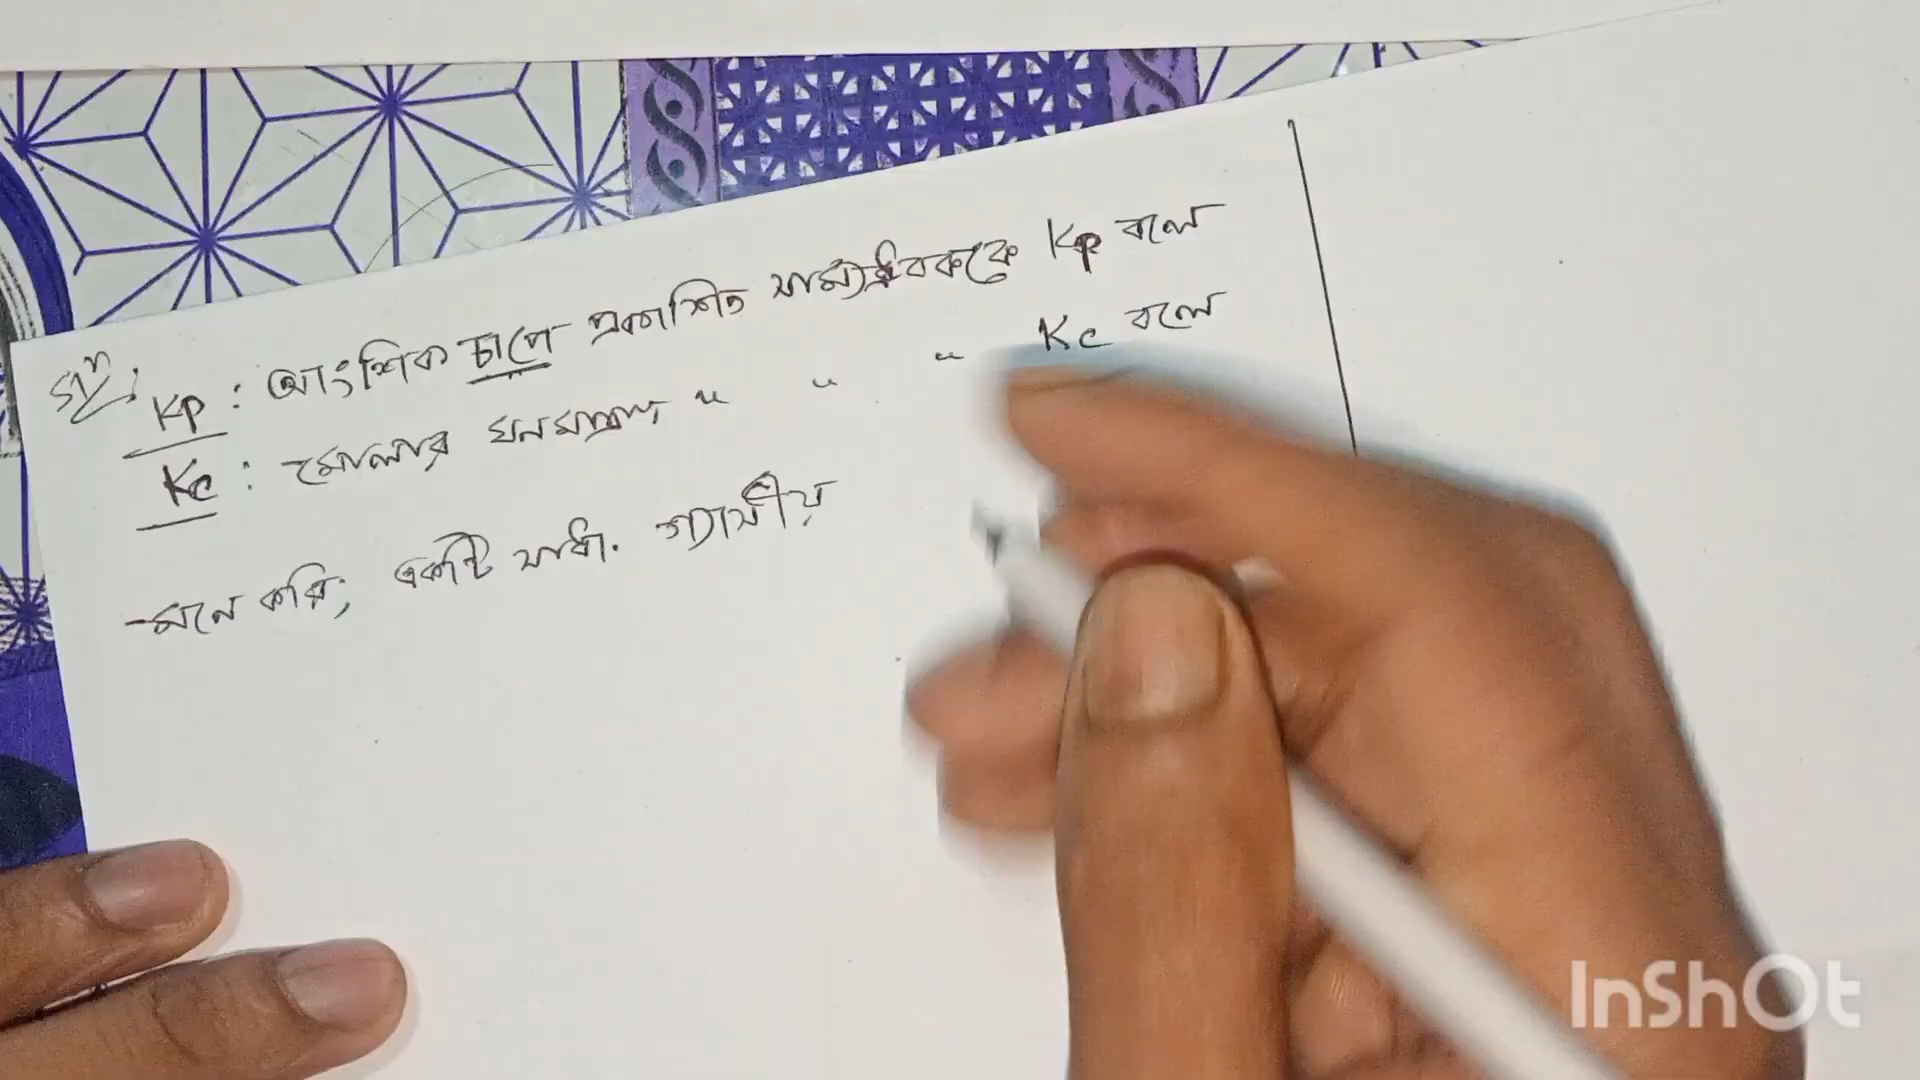 Kp : আংশিক চাপে প্রকাশিত সাম্যধ্রুবককে Kp বলে
Kc : মোলার ঘনমাত্রায় " " " Kc বলে
মনে করি, একটি সাধা. গ্যাসীয়
InShOt